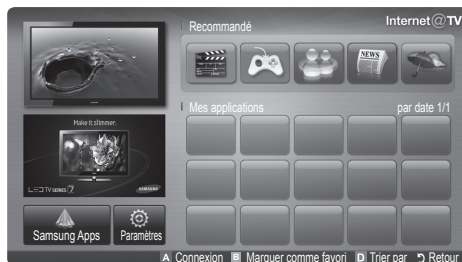 Internet@TV
Recommandé
NEWS
Mes applications
par date 1/1
Make it slimmer.
LED TV SERIES 7
SAMSUNG
Samsung Apps
Paramètres
A Connexion B Marquer comme favori D Trier par Retour